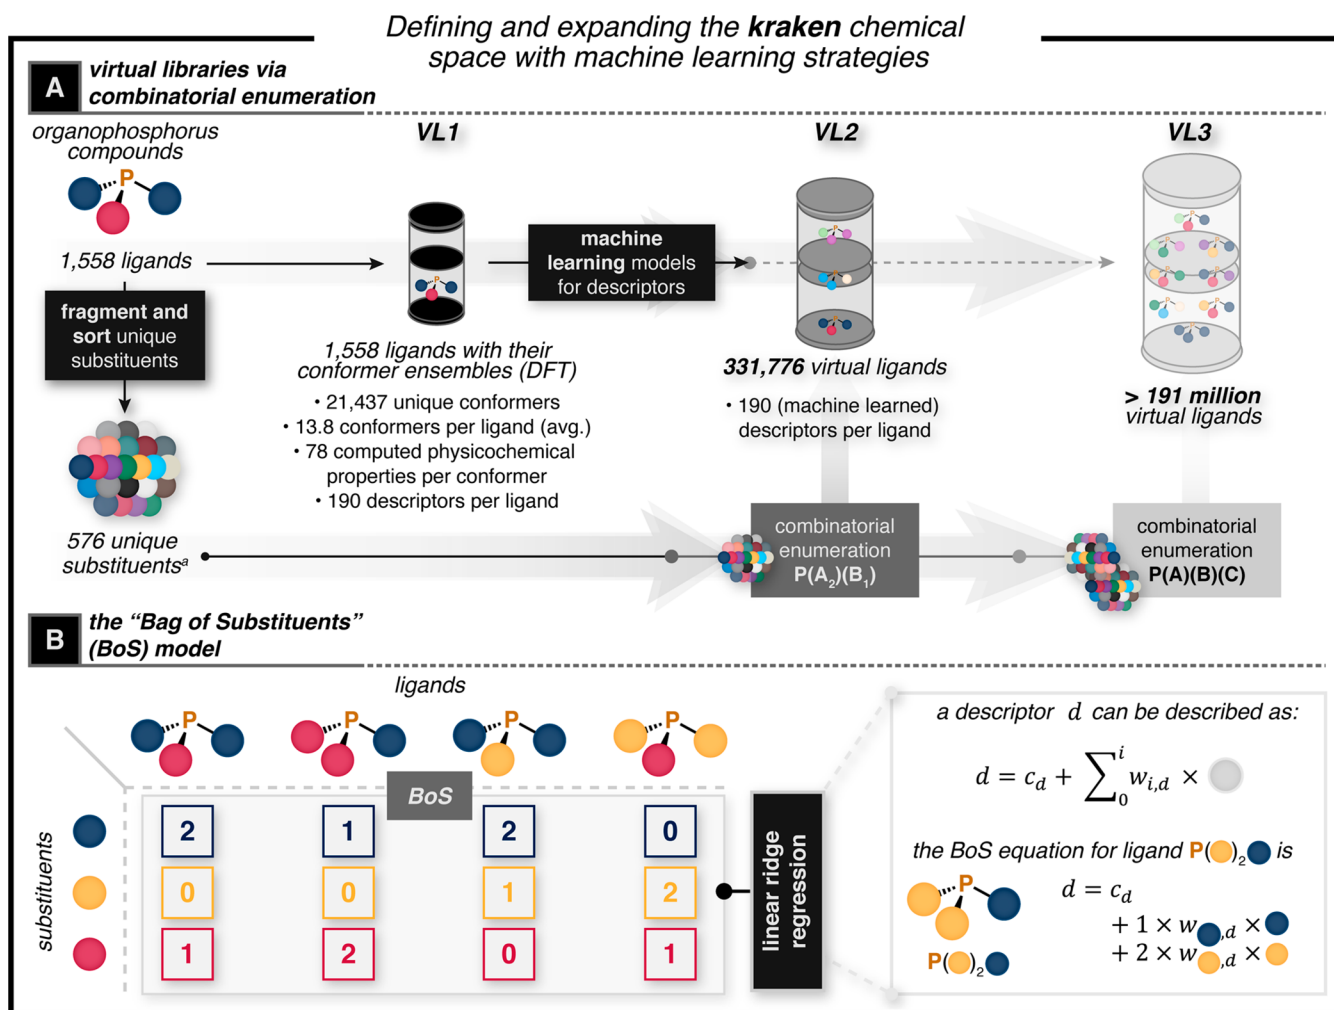 Defining and expanding the kraken chemical
space with machine learning strategies
A
virtual libraries via
combinatorial enumeration
organophosphorus
compounds
P
1,558 ligands
fragment and
sort unique
substituents
576 unique
substituentsᵃ
VL1
P
1,558 ligands with their
conformer ensembles (DFT)
• 21,437 unique conformers
• 13.8 conformers per ligand (avg.)
• 78 computed physicochemical
properties per conformer
• 190 descriptors per ligand
machine
learning models
for descriptors
VL2
P
P
P
331,776 virtual ligands
• 190 (machine learned)
descriptors per ligand
combinatorial
enumeration
P(A₂)(B₁)
VL3
P
P
P
P
P
P
P
P
> 191 million
virtual ligands
combinatorial
enumeration
P(A)(B)(C)
B
the “Bag of Substituents”
(BoS) model
ligands
P
P
P
P
BoS
substituents
2 1 2 0
0 0 1 2
1 2 0 1
linear ridge
regression
a descriptor d can be described as:
d = c_d + ∑₀ⁱ w_i,d ×
the BoS equation for ligand P( )₂ is
P
P( )₂
d = c_d
+ 1 × w ,d ×
+ 2 × w ,d ×